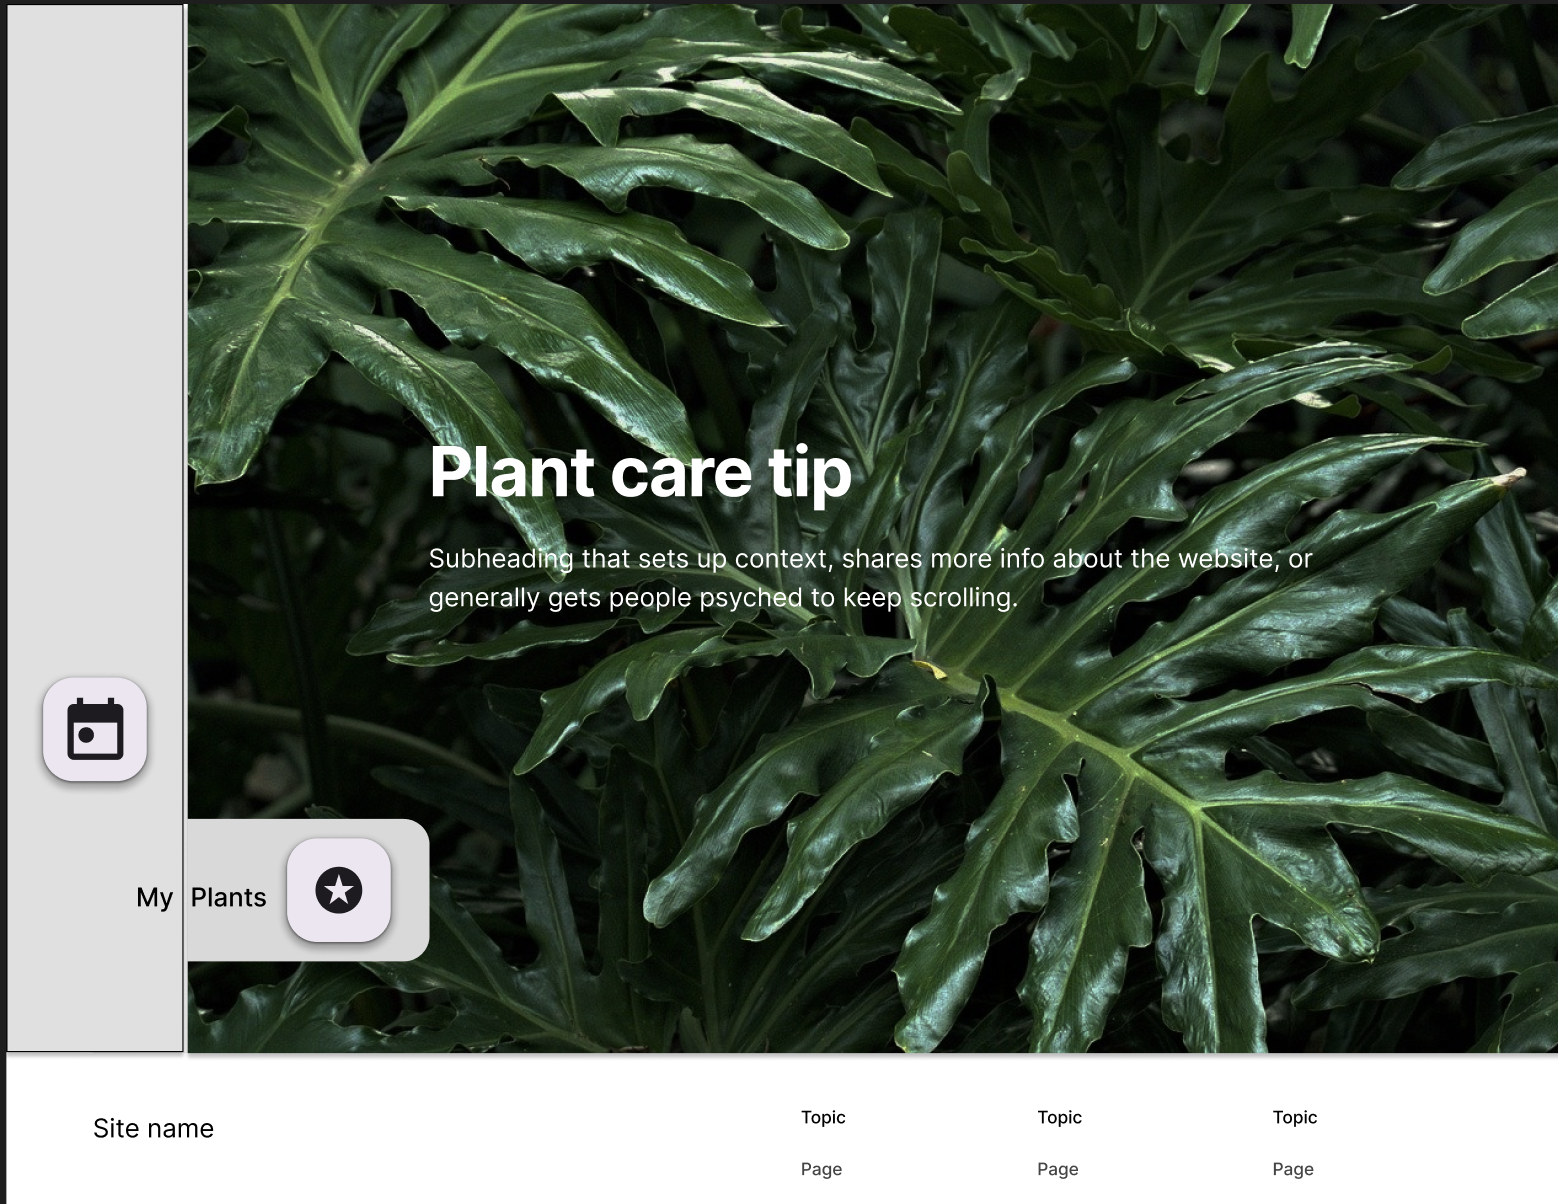 Plant care tip
Subheading that sets up context, shares more info about the website, or
generally gets people psyched to keep scrolling.
My Plants
Site name
Topic
Topic
Topic
Page
Page
Page